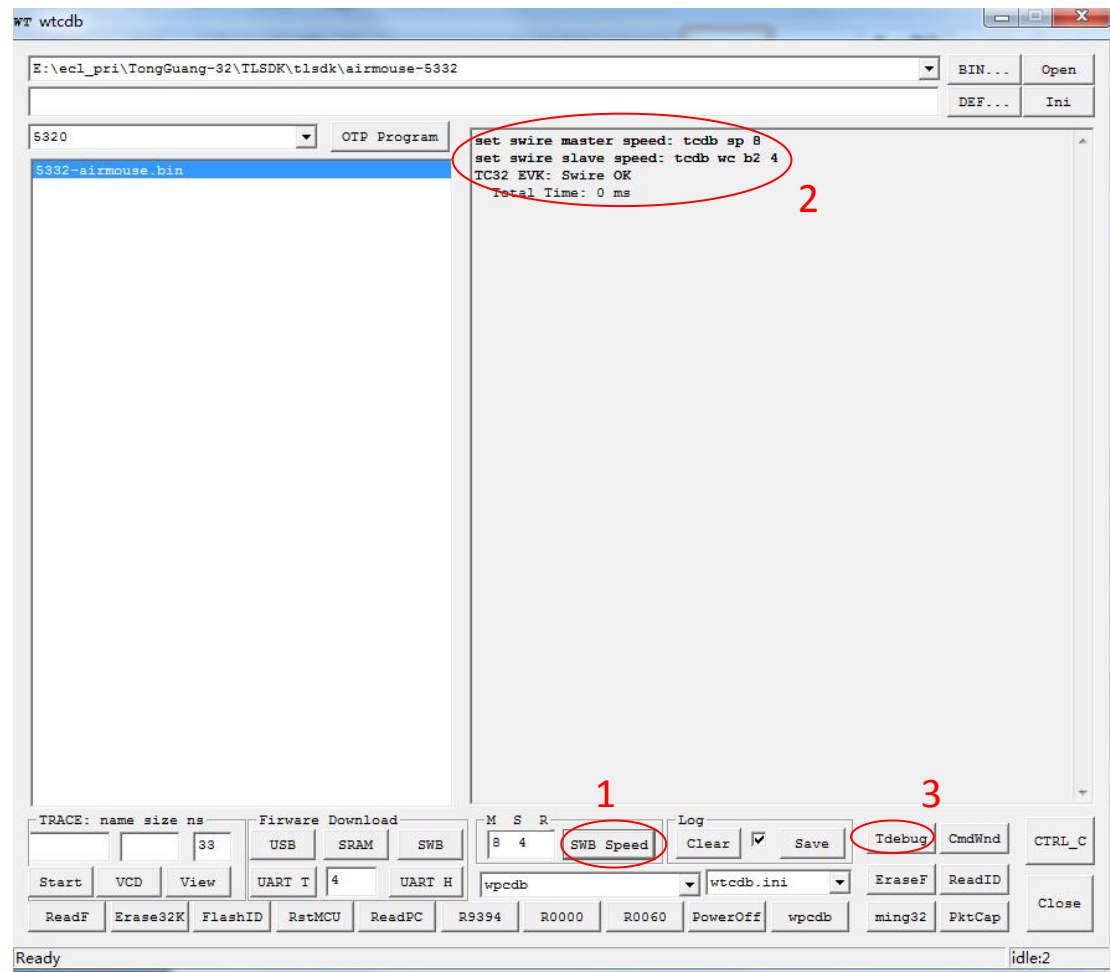 WT wtcdb
E:\ecl_pri\TongGuang-32\TLSDK\tlsdk\airmouse-5332
BIN... Open
DEF... Ini
5320 OTP Program
5332-airmouse.bin
set swire master speed: tcdb sp 8
set swire slave speed: tcdb wc b2 4
TC32 EVK: Swire OK
Total Time: 0 ms
2
1
3
TRACE: name size ns
33
Firware Download
USB SRAM SWB
M S R
8 4 SWB Speed
Log
Clear Save
Tdebug CmdWnd CTRL_C
Start VCD View UART T 4 UART H wpcdb wtcdb.ini EraseF ReadID
Close
ReadF Erase32K FlashID RstMCU ReadPC R9394 R0000 R0060 PowerOff wpcdb ming32 PktCap
Ready idle:2